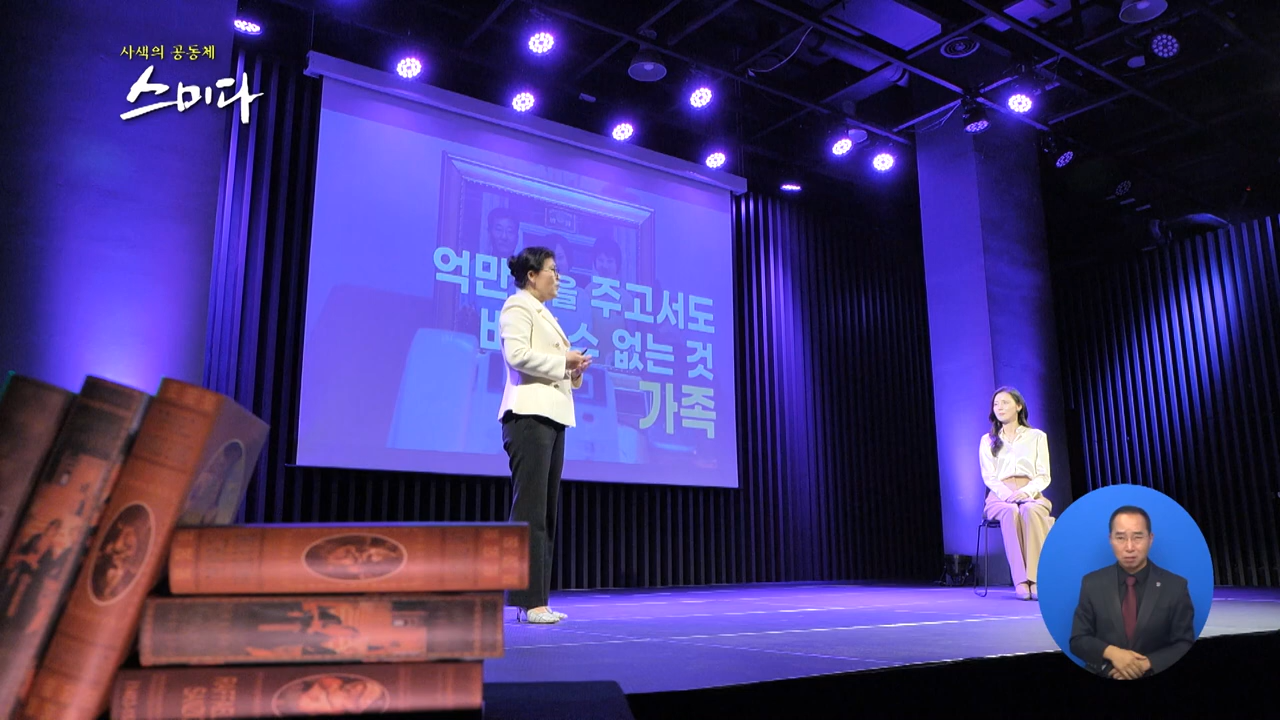 사색의 공동체
스미다
억만 을 주고서도
수 없는 것
가족